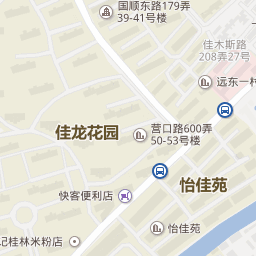 国顺东路179弄
39-41号楼
佳木斯路
208弄27号
远东一村
佳龙花园
营口路600弄
50-53号楼
怡佳苑
快客便利店
怡佳苑
记桂林米粉店